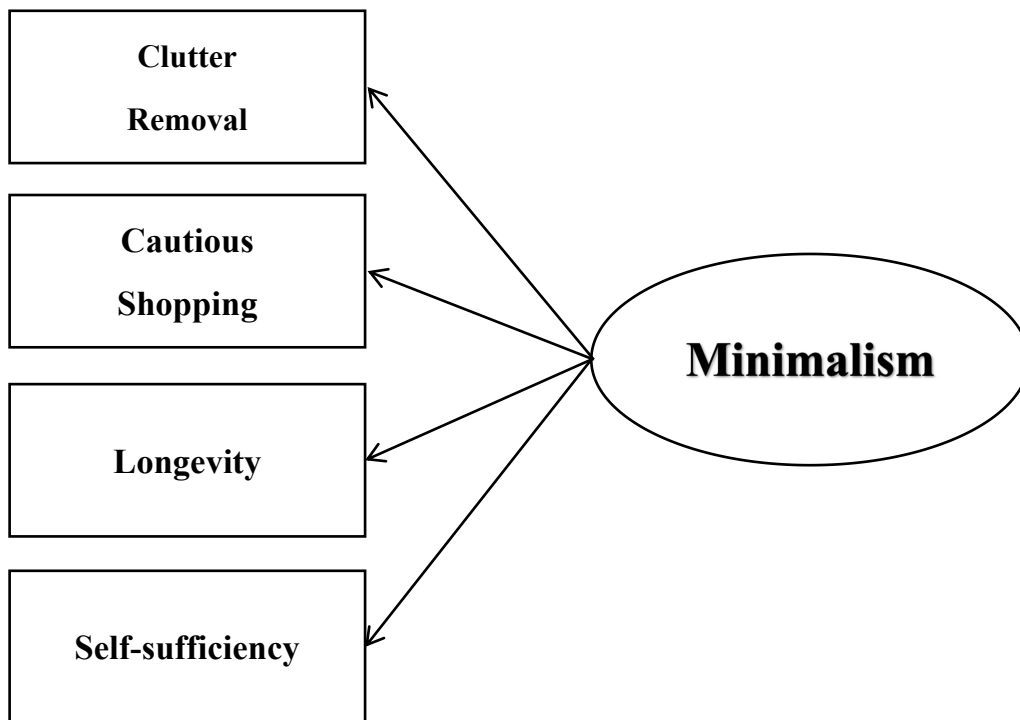 Clutter
Removal
Cautious
Shopping
Minimalism
Longevity
Self-sufficiency